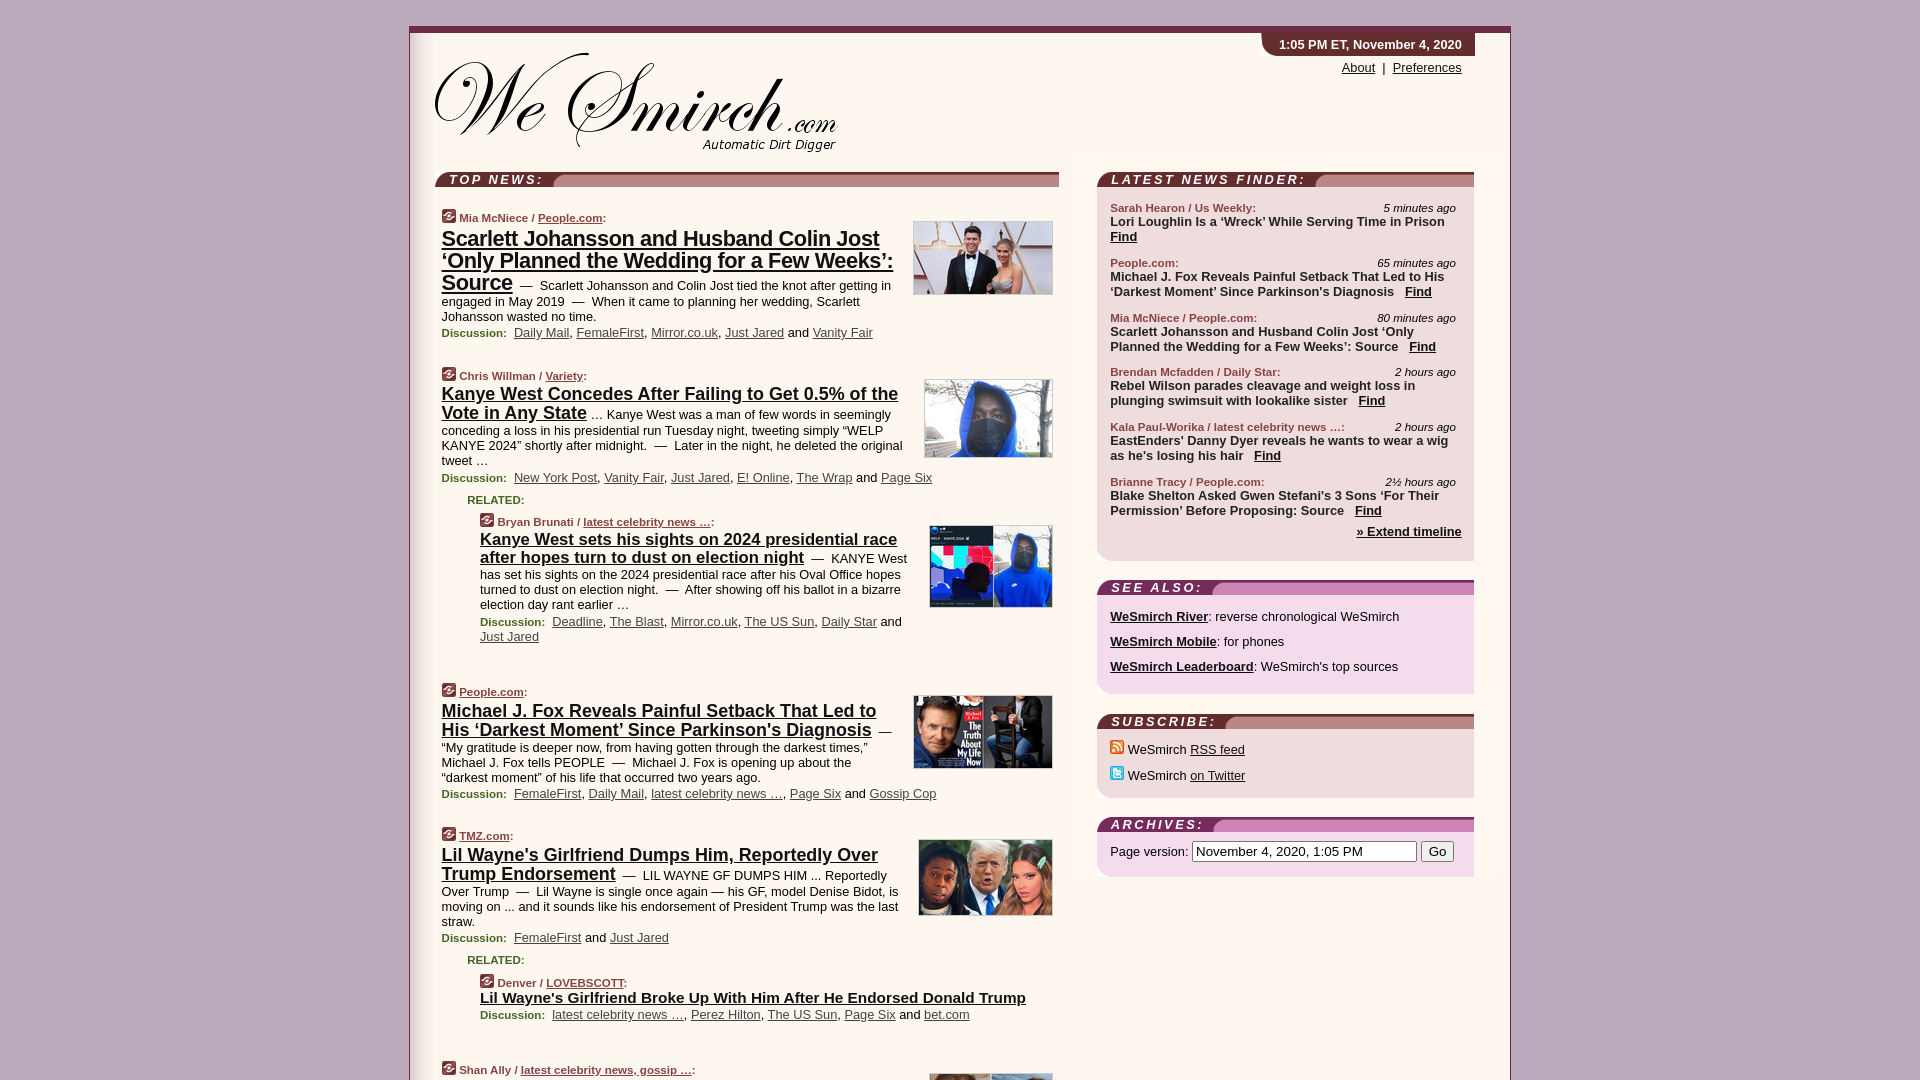 1:05 PM ET, November 4, 2020
About | Preferences
We Smirch.com
Automatic Dirt Digger
TOP NEWS:
Mia McNiece / People.com:
Scarlett Johansson and Husband Colin Jost
‘Only Planned the Wedding for a Few Weeks’:
Source — Scarlett Johansson and Colin Jost tied the knot after getting in
engaged in May 2019 — When it came to planning her wedding, Scarlett
Johansson wasted no time.
Discussion: Daily Mail, FemaleFirst, Mirror.co.uk, Just Jared and Vanity Fair
Chris Willman / Variety:
Kanye West Concedes After Failing to Get 0.5% of the
Vote in Any State … Kanye West was a man of few words in seemingly
conceding a loss in his presidential run Tuesday night, tweeting simply “WELP
KANYE 2024” shortly after midnight. — Later in the night, he deleted the original
tweet …
Discussion: New York Post, Vanity Fair, Just Jared, E! Online, The Wrap and Page Six
RELATED:
Bryan Brunati / latest celebrity news …:
Kanye West sets his sights on 2024 presidential race
after hopes turn to dust on election night — KANYE West
has set his sights on the 2024 presidential race after his Oval Office hopes
turned to dust on election night. — After showing off his ballot in a bizarre
election day rant earlier …
Discussion: Deadline, The Blast, Mirror.co.uk, The US Sun, Daily Star and
Just Jared
People.com:
Michael J. Fox Reveals Painful Setback That Led to
His ‘Darkest Moment’ Since Parkinson's Diagnosis —
“My gratitude is deeper now, from having gotten through the darkest times,”
Michael J. Fox tells PEOPLE — Michael J. Fox is opening up about the
“darkest moment” of his life that occurred two years ago.
Discussion: FemaleFirst, Daily Mail, latest celebrity news …, Page Six and Gossip Cop
The Truth
About
My Life
Now
TMZ.com:
Lil Wayne's Girlfriend Dumps Him, Reportedly Over
Trump Endorsement — LIL WAYNE GF DUMPS HIM ... Reportedly
Over Trump — Lil Wayne is single once again — his GF, model Denise Bidot, is
moving on ... and it sounds like his endorsement of President Trump was the last
straw.
Discussion: FemaleFirst and Just Jared
RELATED:
Denver / LOVEBSCOTT:
Lil Wayne's Girlfriend Broke Up With Him After He Endorsed Donald Trump
Discussion: latest celebrity news …, Perez Hilton, The US Sun, Page Six and bet.com
Shan Ally / latest celebrity news, gossip …:
LATEST NEWS FINDER:
Sarah Hearon / Us Weekly: 5 minutes ago
Lori Loughlin Is a ‘Wreck’ While Serving Time in Prison
Find
People.com: 65 minutes ago
Michael J. Fox Reveals Painful Setback That Led to His
‘Darkest Moment’ Since Parkinson's Diagnosis Find
Mia McNiece / People.com: 80 minutes ago
Scarlett Johansson and Husband Colin Jost ‘Only
Planned the Wedding for a Few Weeks’: Source Find
Brendan Mcfadden / Daily Star: 2 hours ago
Rebel Wilson parades cleavage and weight loss in
plunging swimsuit with lookalike sister Find
Kala Paul-Worika / latest celebrity news …: 2 hours ago
EastEnders' Danny Dyer reveals he wants to wear a wig
as he's losing his hair Find
Brianne Tracy / People.com: 2½ hours ago
Blake Shelton Asked Gwen Stefani's 3 Sons ‘For Their
Permission’ Before Proposing: Source Find
» Extend timeline
SEE ALSO:
WeSmirch River: reverse chronological WeSmirch
WeSmirch Mobile: for phones
WeSmirch Leaderboard: WeSmirch's top sources
SUBSCRIBE:
WeSmirch RSS feed
WeSmirch on Twitter
ARCHIVES:
Page version: November 4, 2020, 1:05 PM Go